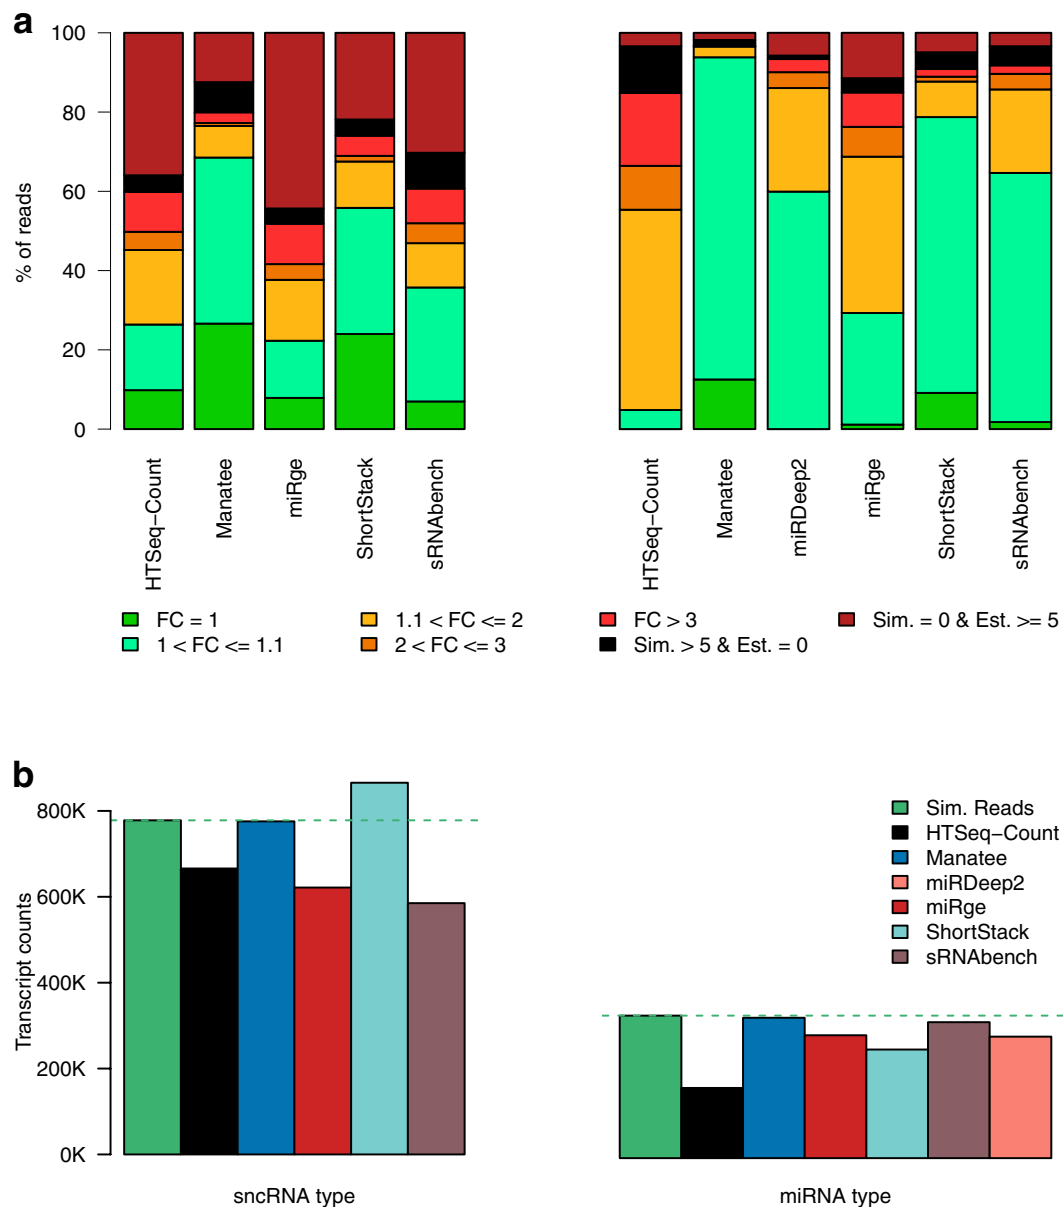 a
100
80
60
40
20
0
% of reads
HTSeq−Count
Manatee
miRge
ShortStack
sRNAbench
HTSeq−Count
Manatee
miRDeep2
miRge
ShortStack
sRNAbench
FC = 1
1 < FC <= 1.1
1.1 < FC <= 2
2 < FC <= 3
FC > 3
Sim. > 5 & Est. = 0
Sim. = 0 & Est. >= 5
b
800K
600K
400K
200K
0K
Transcript counts
sncRNA type
Sim. Reads
HTSeq−Count
Manatee
miRDeep2
miRge
ShortStack
sRNAbench
miRNA type